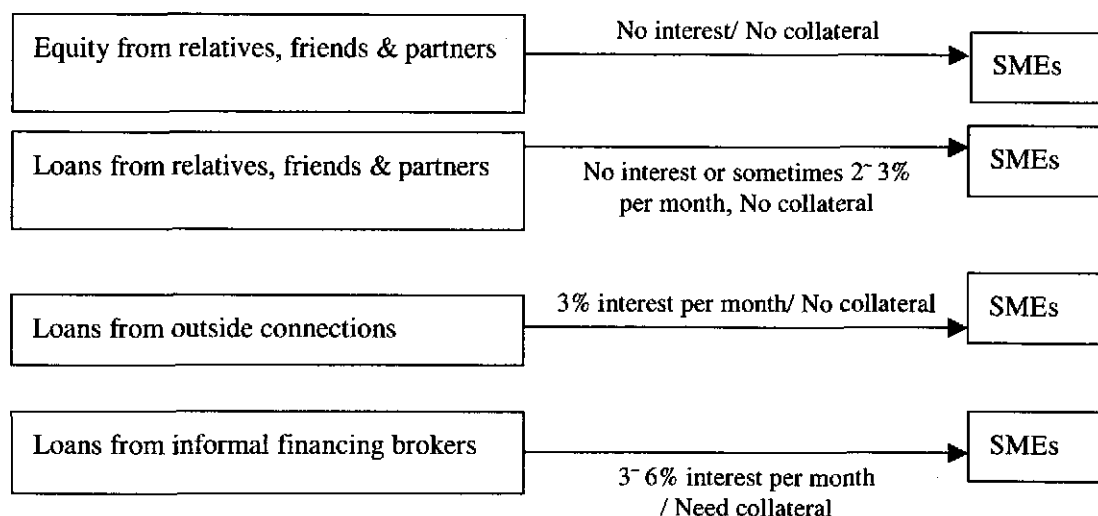 Equity from relatives, friends & partners
No interest/ No collateral
SMEs
Loans from relatives, friends & partners
No interest or sometimes 2~3%
per month, No collateral
SMEs
Loans from outside connections
3% interest per month/ No collateral
SMEs
Loans from informal financing brokers
3~6% interest per month
/ Need collateral
SMEs